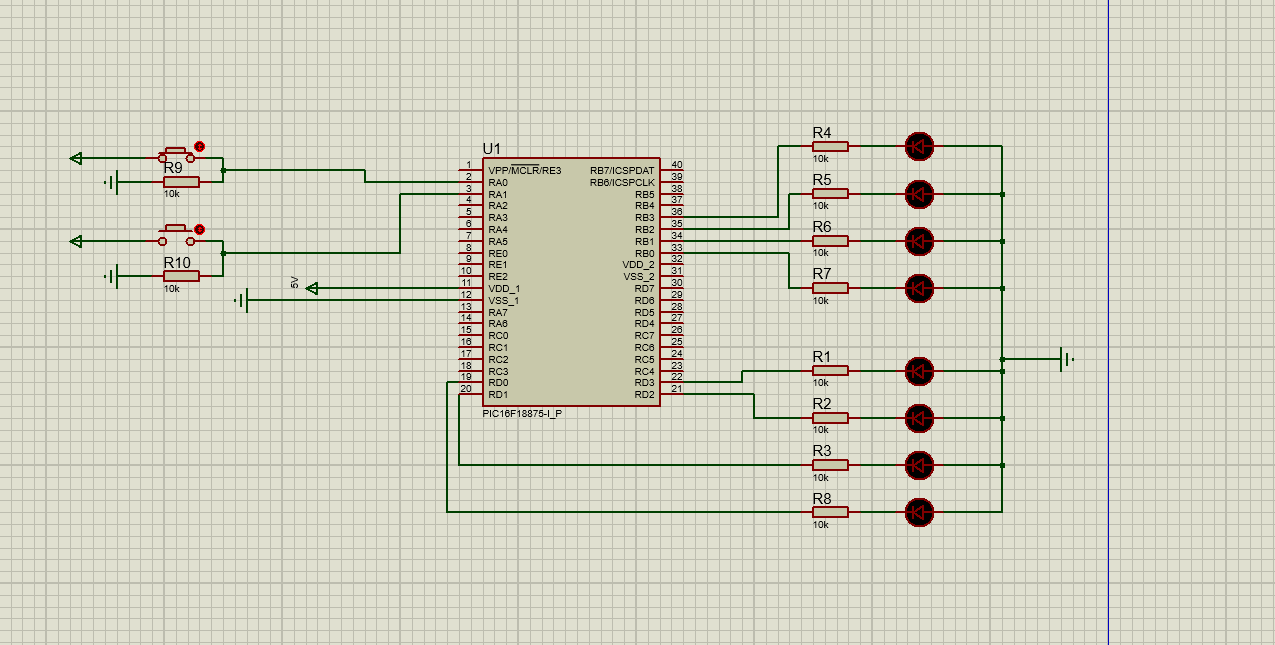 R9
10k
R10
10k
5V
U1
1 VPP/MCLR/RE3
2 RA0
3 RA1
4 RA2
5 RA3
6 RA4
7 RA5
8 RE0
9 RE1
10 RE2
11 VDD_1
12 VSS_1
13 RA7
14 RA6
15 RC0
16 RC1
17 RC2
18 RC3
19 RD0
20 RD1
RB7/ICSPDAT 40
RB6/ICSPCLK 39
RB5 38
RB4 37
RB3 36
RB2 35
RB1 34
RB0 33
VDD_2 32
VSS_2 31
RD7 30
RD6 29
RD5 28
RD4 27
RC7 26
RC6 25
RC5 24
RC4 23
RD3 22
RD2 21
PIC16F18875-I_P
R4
10k
R5
10k
R6
10k
R7
10k
R1
10k
R2
10k
R3
10k
R8
10k